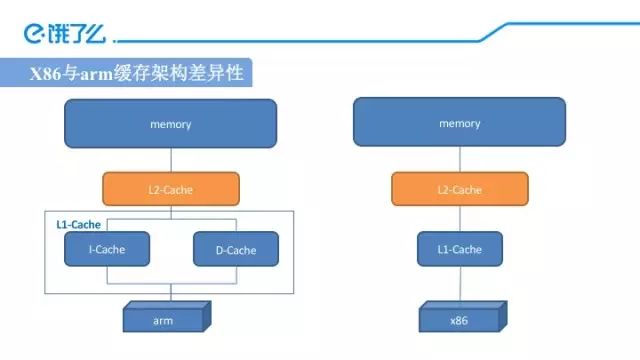 饿了么
X86与arm缓存架构差异性
memory
L2-Cache
L1-Cache
I-Cache
D-Cache
arm
memory
L2-Cache
L1-Cache
x86